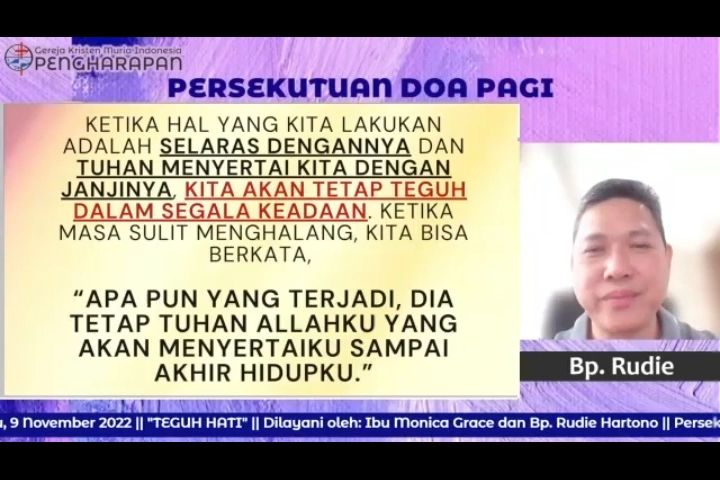 Gereja Kristen Muria Indonesia
PENGHARAPAN
PERSEKUTUAN DOA PAGI
KETIKA HAL YANG KITA LAKUKAN
ADALAH SELARAS DENGANNYA DAN
TUHAN MENYERTAI KITA DENGAN
JANJINYA, KITA AKAN TETAP TEGUH
DALAM SEGALA KEADAAN. KETIKA
MASA SULIT MENGHALANG, KITA BISA
BERKATA,
“APA PUN YANG TERJADI, DIA
TETAP TUHAN ALLAHKU YANG
AKAN MENYERTAIKU SAMPAI
AKHIR HIDUPKU.”
Bp. Rudie
u, 9 November 2022 || "TEGUH HATI" || Dilayani oleh: Ibu Monica Grace dan Bp. Rudie Hartono || Persek